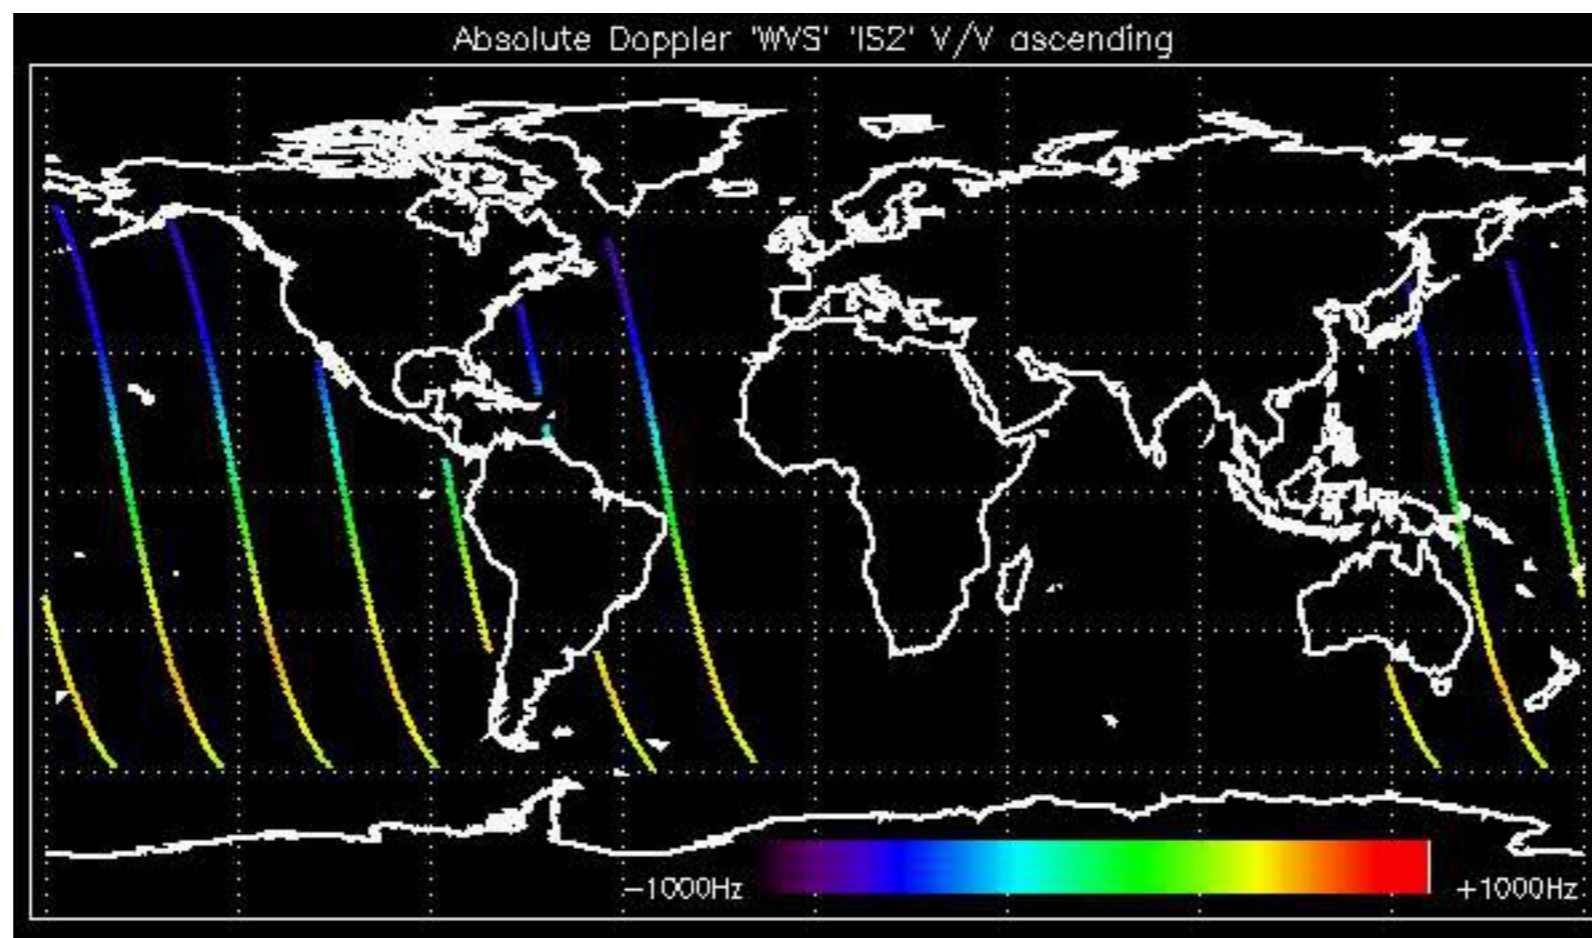 Absolute Doppler 'WVS' 'IS2' V/V ascending
-1000Hz +1000Hz